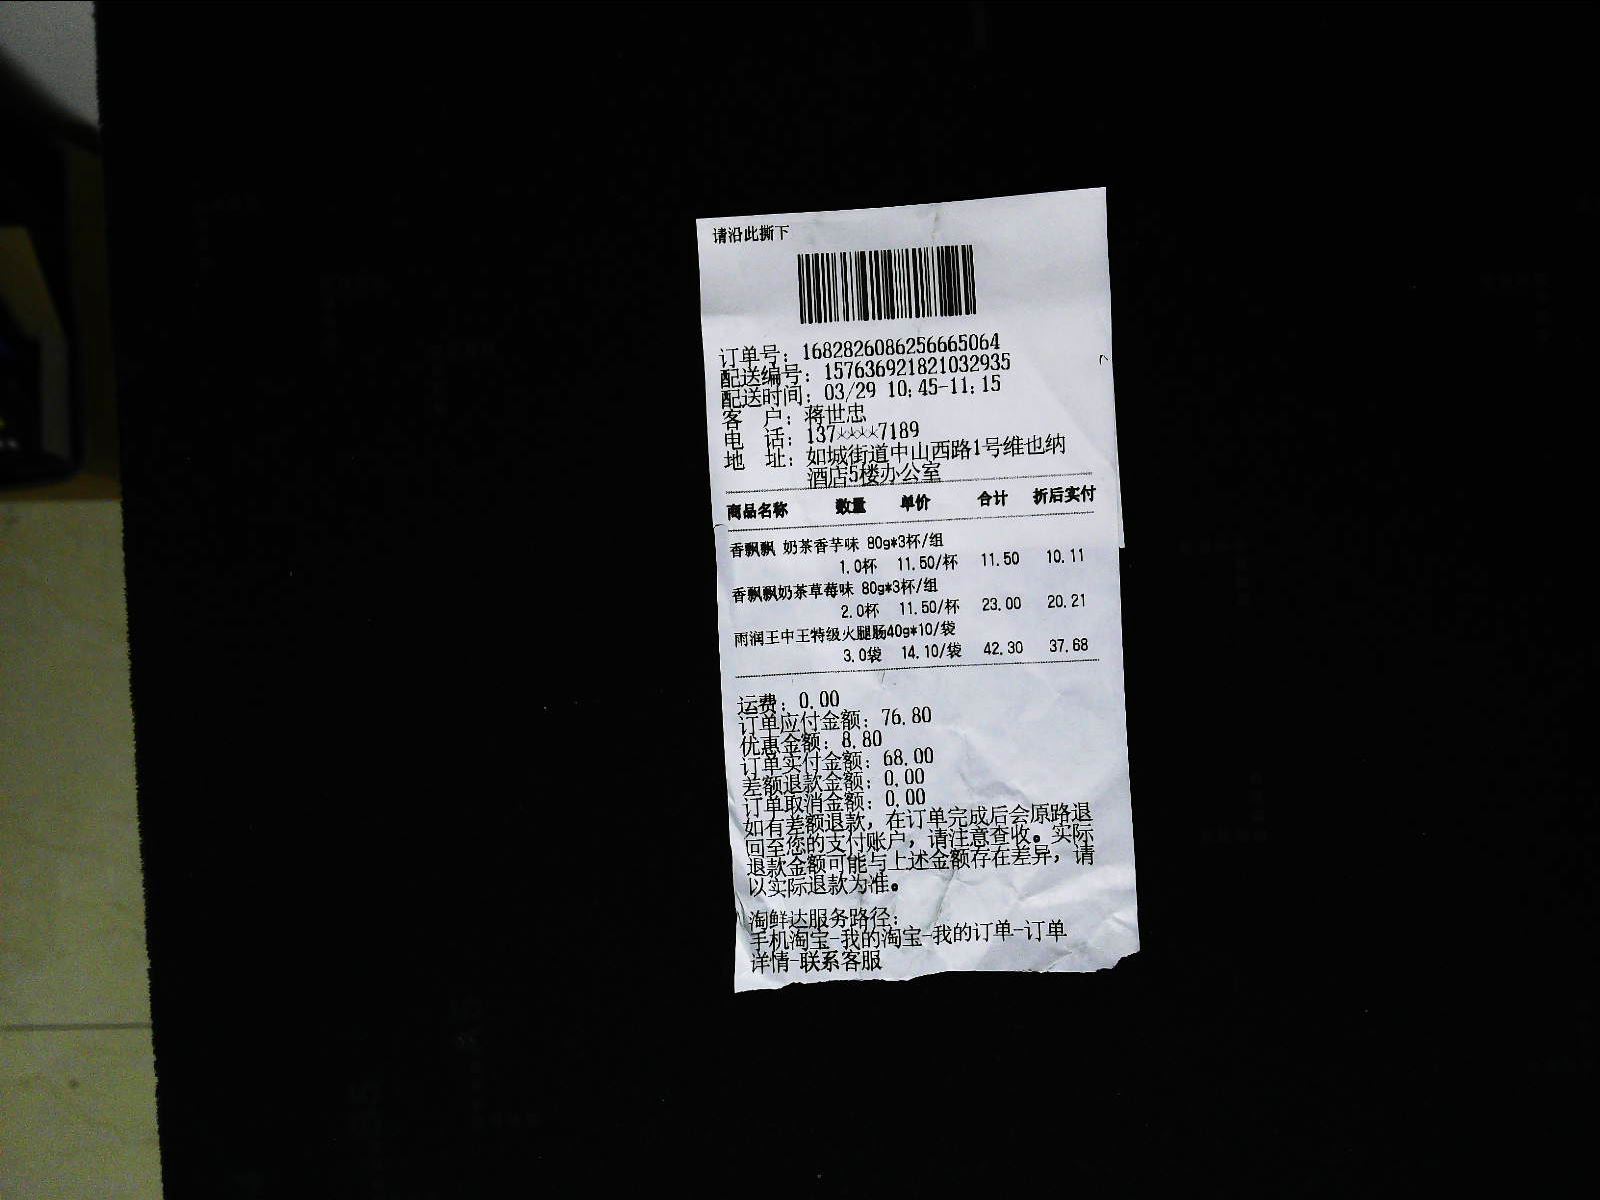 请沿此撕下
订单号：1682826086256665064
配送编号：157636921821032935
配送时间：03/29 10:45-11:15
客 户：蒋世忠
电 话：137****7189
地 址：如城街道中山西路1号维也纳
酒店5楼办公室
商品名称 数量 单价 合计 折后实付
香飘飘 奶茶香芋味 80g*3杯/组
1.0杯 11.50/杯 11.50 10.11
香飘飘奶茶草莓味 80g*3杯/组
2.0杯 11.50/杯 23.00 20.21
雨润王中王特级火腿肠40g*10/袋
3.0袋 14.10/袋 42.30 37.68
运费：0.00
订单应付金额：76.80
优惠金额：8.80
订单实付金额：68.00
差额退款金额：0.00
订单取消金额：0.00
如有差额退款，在订单完成后会原路退
回至您的支付账户，请注意查收。实际
退款金额可能与上述金额存在差异，请
以实际退款为准。
淘鲜达服务路径：
手机淘宝-我的淘宝-我的订单-订单
详情-联系客服